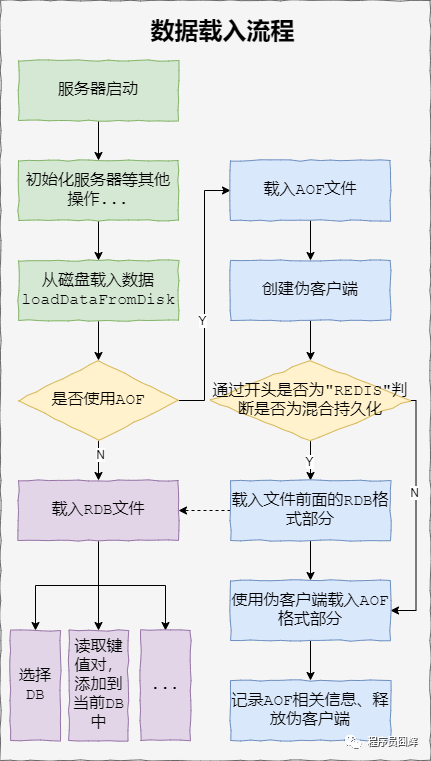 数据载入流程
服务器启动
初始化服务器等其他
操作...
从磁盘载入数据
loadDataFromDisk
是否使用AOF
Y
N
载入RDB文件
选择
DB
读取键
值对，
添加到
当前DB
中
...
载入AOF文件
创建伪客户端
通过开头是否为"REDIS"判
断是否为混合持久化
Y
N
载入文件前面的RDB格
式部分
使用伪客户端载入AOF
格式部分
记录AOF相关信息、释
放伪客户端
程序员囧辉